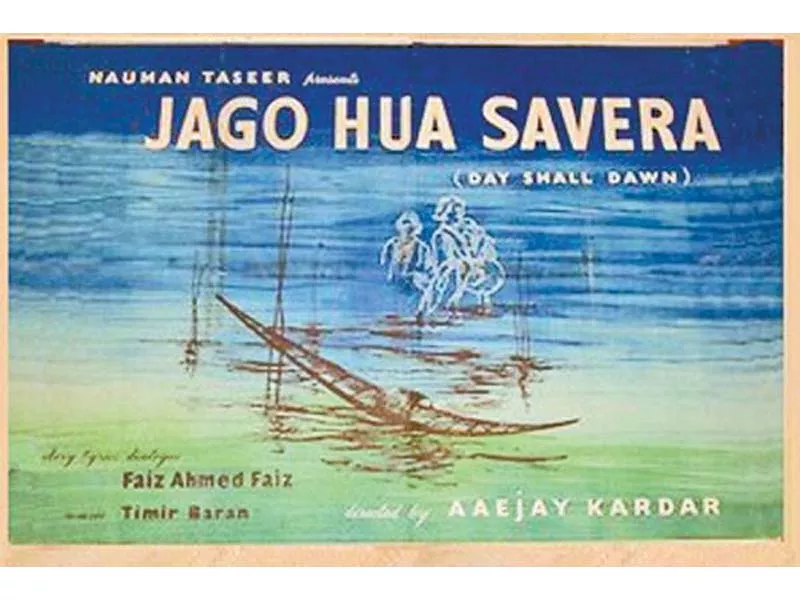 NAUMAN TASEER presents
JAGO HUA SAVERA
(DAY SHALL DAWN)
story lyrics dialogue
Faiz Ahmed Faiz
Timir Baran
directed by AAEJAY KARDAR